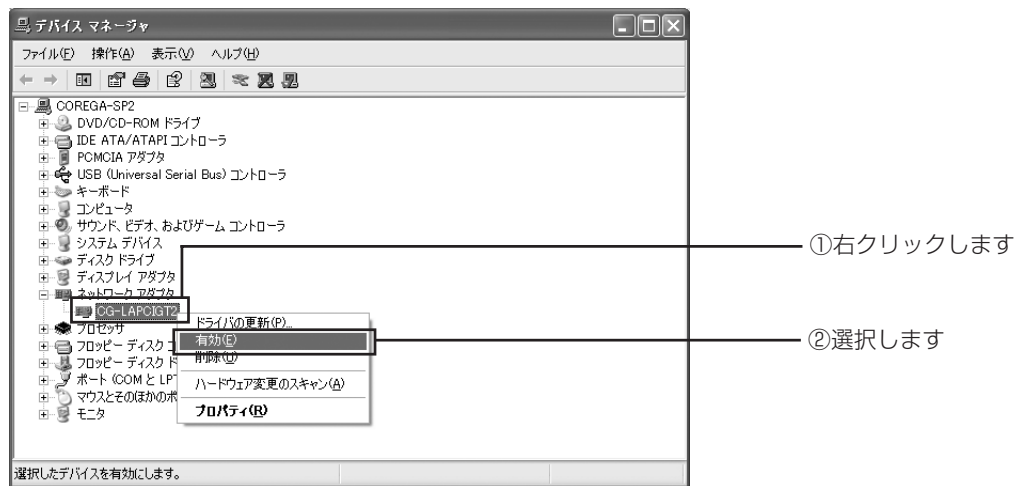 デバイス マネージャ
ファイル(F) 操作(A) 表示(V) ヘルプ(H)
COREGA-SP2
DVD/CD-ROM ドライブ
IDE ATA/ATAPI コントローラ
PCMCIA アダプタ
USB (Universal Serial Bus) コントローラ
キーボード
コンピュータ
サウンド、ビデオ、およびゲーム コントローラ
システム デバイス
①右クリックします
ディスク ドライブ
ディスプレイ アダプタ
ネットワーク アダプタ
CG-LAPCIGT2
ドライバの更新(P)...
プロセッサ
有効(E)
②選択します
フロッピー ディスク コ
削除(U)
フロッピー ディスク ド
ポート (COM と LP
ハードウェア変更のスキャン(A)
マウスとそのほかのポ
プロパティ(R)
モニタ
選択したデバイスを有効にします。